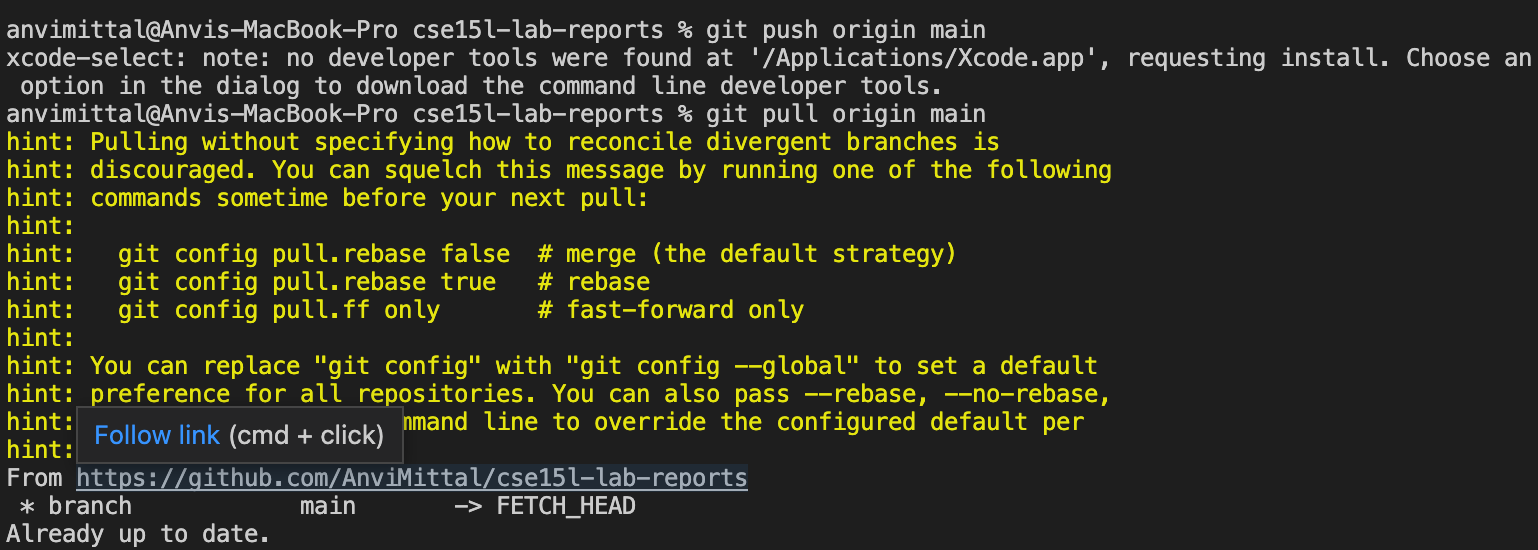 anvimittal@Anvis-MacBook-Pro cse15l-lab-reports % git push origin main
xcode-select: note: no developer tools were found at '/Applications/Xcode.app', requesting install. Choose an
 option in the dialog to download the command line developer tools.
anvimittal@Anvis-MacBook-Pro cse15l-lab-reports % git pull origin main
hint: Pulling without specifying how to reconcile divergent branches is
hint: discouraged. You can squelch this message by running one of the following
hint: commands sometime before your next pull:
hint:
hint:   git config pull.rebase false  # merge (the default strategy)
hint:   git config pull.rebase true   # rebase
hint:   git config pull.ff only       # fast-forward only
hint:
hint: You can replace "git config" with "git config --global" to set a default
hint: preference for all repositories. You can also pass --rebase, --no-rebase,
hint: mmand line to override the configured default per
Follow link (cmd + click)
hint:
From https://github.com/AnviMittal/cse15l-lab-reports
 * branch            main       -> FETCH_HEAD
Already up to date.